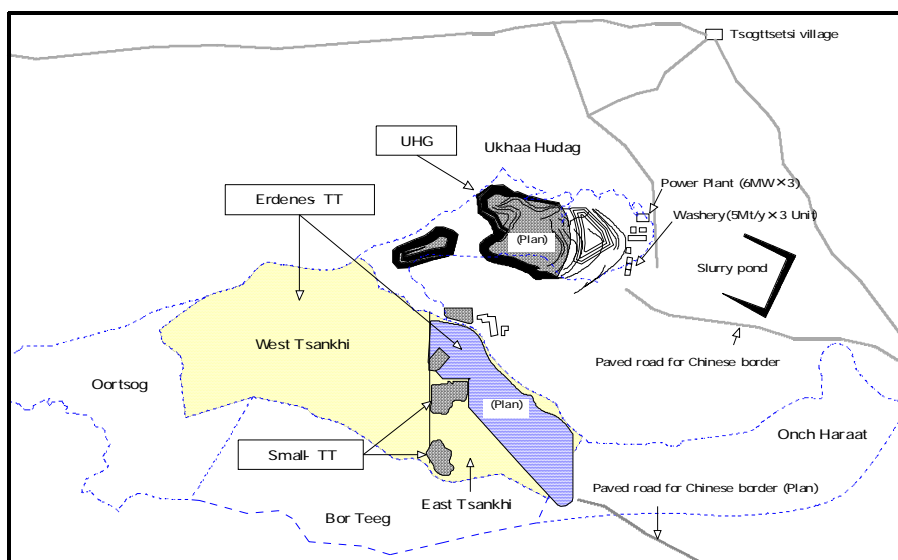 Tsogttsetsi village
UHG
Ukhaa Hudag
Erdenes- TT
Power Plant (6MW×3)
Washery(5Mt/y×3 Unit)
(Plan)
Slurry pond
West Tsankhi
Paved road for Chinese border
Oortsog
(Plan)
Onch Haraat
Small- TT
East Tsankhi
Paved road for Chinese border (Plan)
Bor Teeg